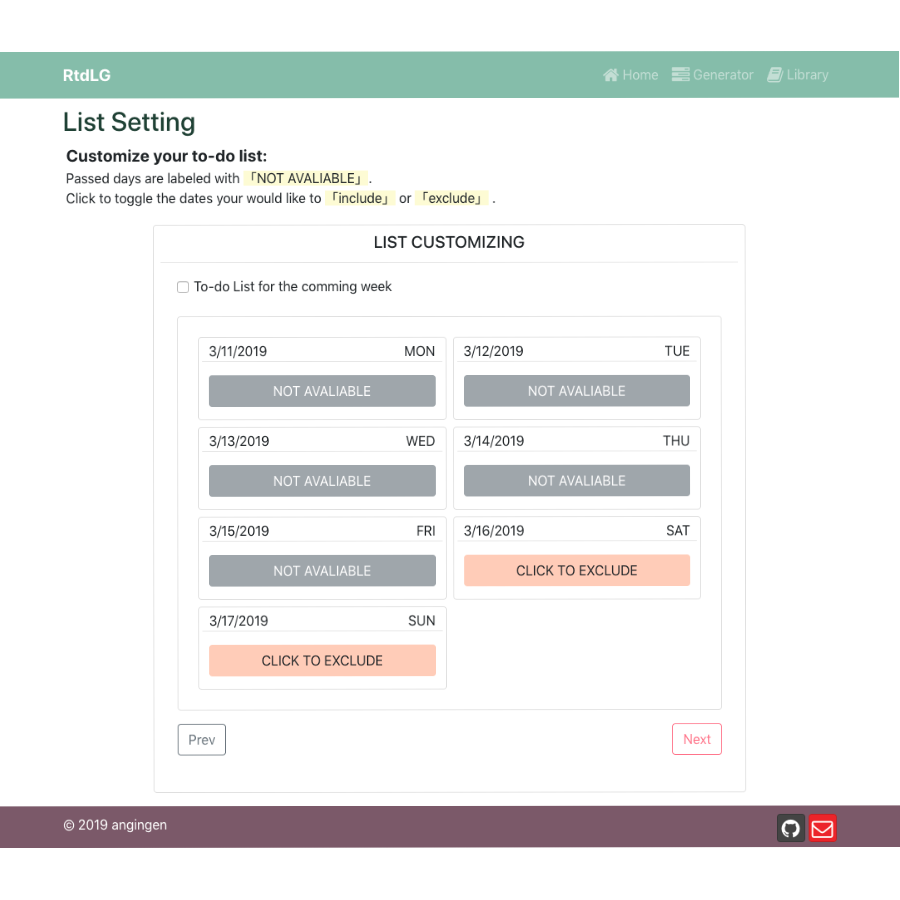 RtdLG
Home Generator Library
List Setting
Customize your to-do list:
Passed days are labeled with 「NOT AVALIABLE」.
Click to toggle the dates your would like to 「include」 or 「exclude」 .
LIST CUSTOMIZING
To-do List for the comming week
3/11/2019 MON
NOT AVALIABLE
3/12/2019 TUE
NOT AVALIABLE
3/13/2019 WED
NOT AVALIABLE
3/14/2019 THU
NOT AVALIABLE
3/15/2019 FRI
NOT AVALIABLE
3/16/2019 SAT
CLICK TO EXCLUDE
3/17/2019 SUN
CLICK TO EXCLUDE
Prev
Next
© 2019 angingen